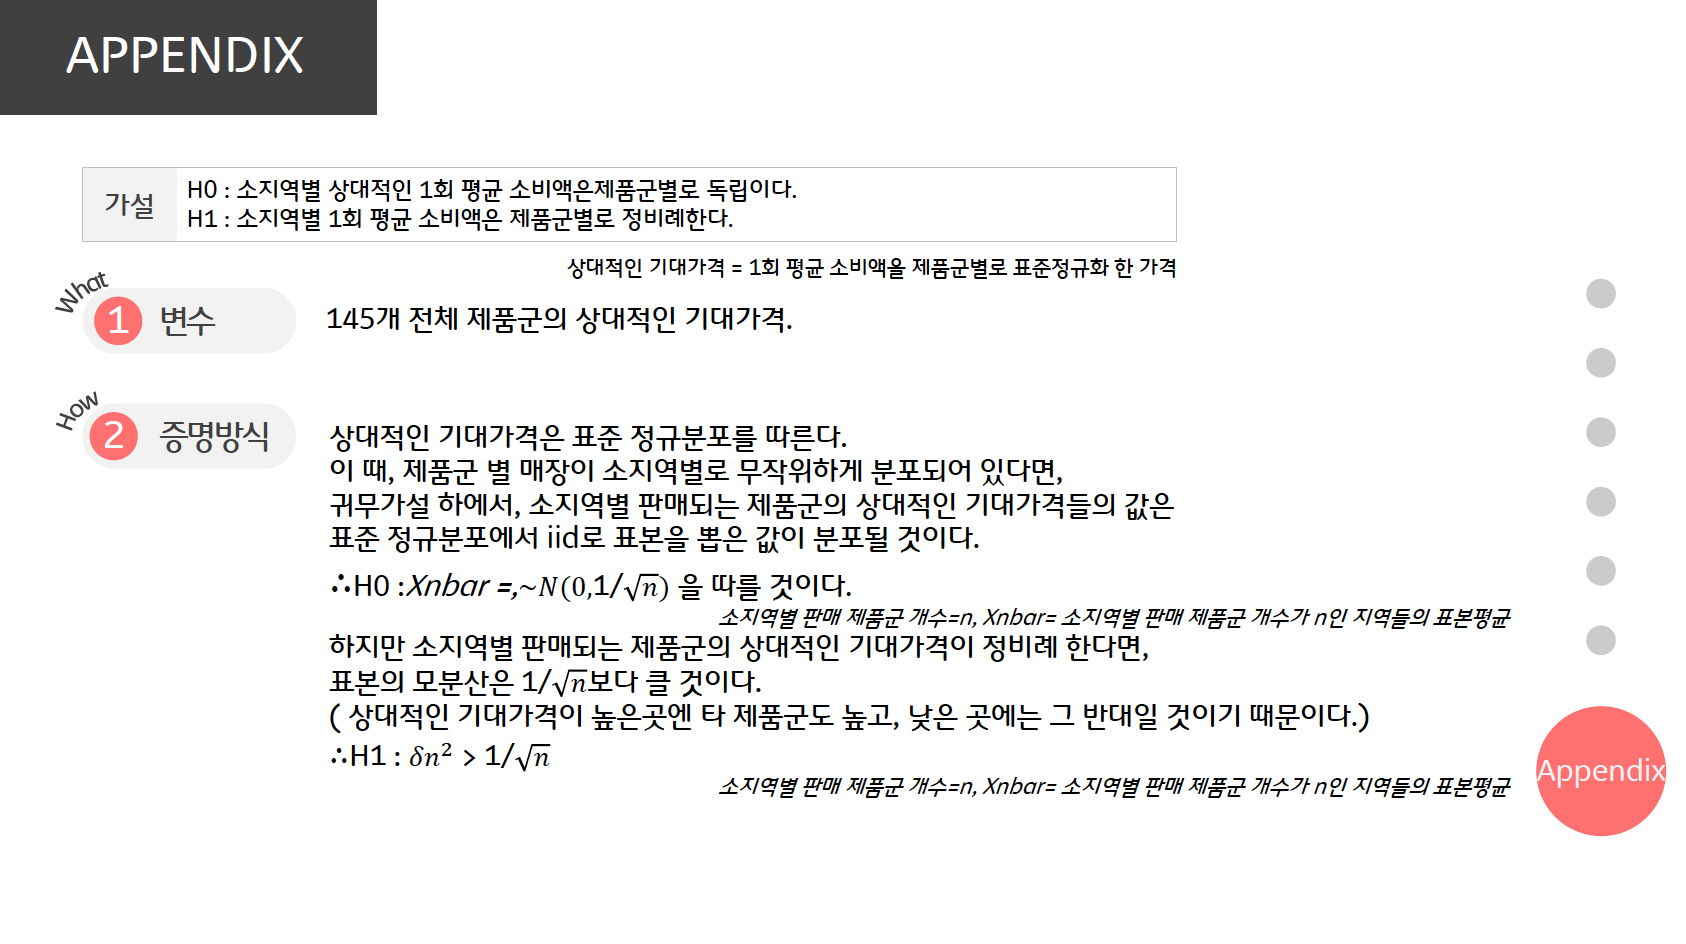 APPENDIX
가설
H0 : 소지역별 상대적인 1회 평균 소비액은제품군별로 독립이다.
H1 : 소지역별 1회 평균 소비액은 제품군별로 정비례한다.
상대적인 기대가격 = 1회 평균 소비액올 제품군별로 표준정규화 한 가격
What
1 변수
145개 전체 제품군의 상대적인 기대가격.
How
2 증명방식
상대적인 기대가격은 표준 정규분포를 따른다.
이 때, 제품군 별 매장이 소지역별로 무작위하게 분포되어 있다면,
귀무가설 하에서, 소지역별 판매되는 제품군의 상대적인 기대가격들의 값은
표준 정규분포에서 iid로 표본을 뽑은 값이 분포될 것이다.
∴H0 :Xnbar =,~N(0,1/√n) 을 따를 것이다.
소지역별 판매 제품군 개수=n, Xnbar= 소지역별 판매 제품군 개수가 n인 지역들의 표본평균
하지만 소지역별 판매되는 제품군의 상대적인 기대가격이 정비례 한다면,
표본의 모분산은 1/√n보다 클 것이다.
( 상대적인 기대가격이 높은곳엔 타 제품군도 높고, 낮은 곳에는 그 반대일 것이기 때문이다.)
∴H1 : δn² > 1/√n
소지역별 판매 제품군 개수=n, Xnbar= 소지역별 판매 제품군 개수가 n인 지역들의 표본평균
Appendix